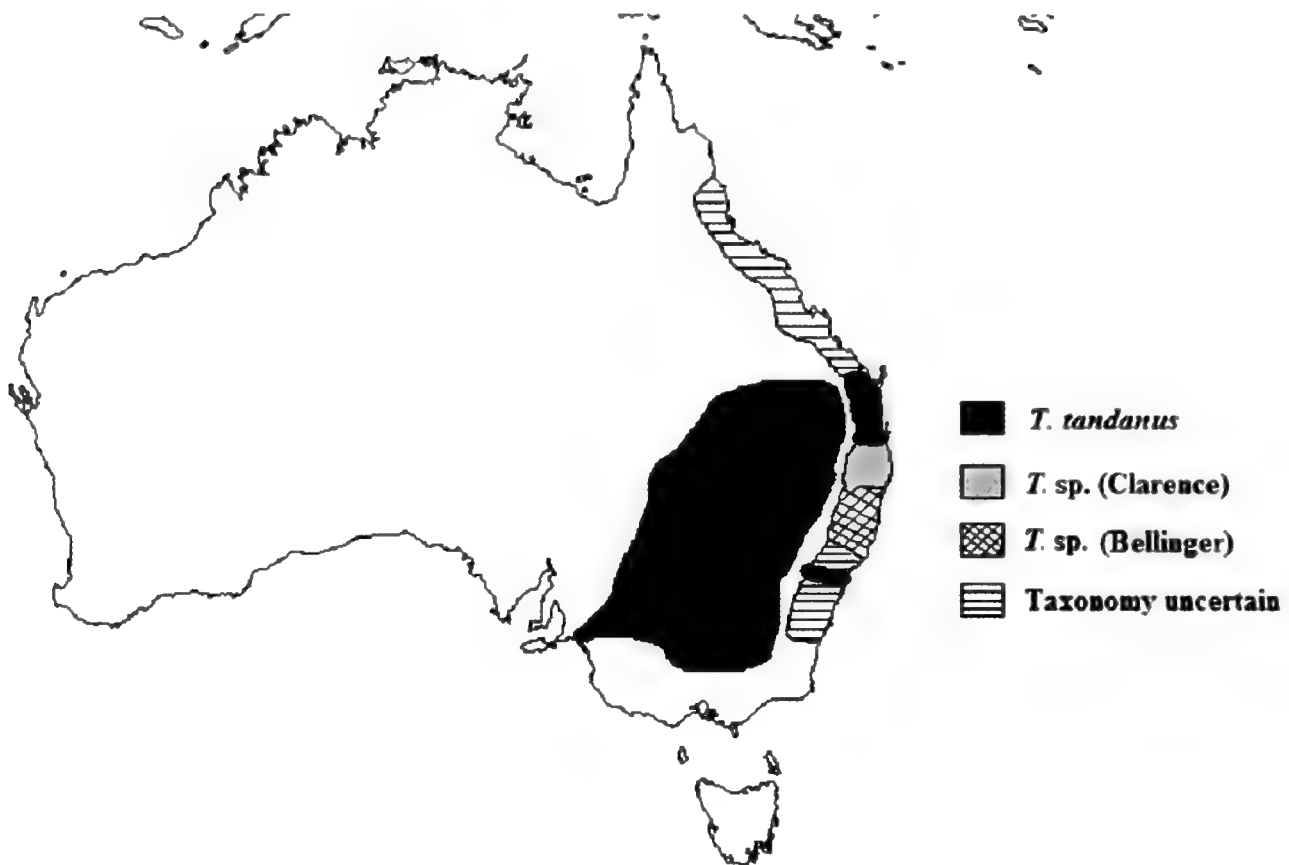 T. tandanus
T. sp. (Clarence)
T. sp. (Bellinger)
Taxonomy uncertain